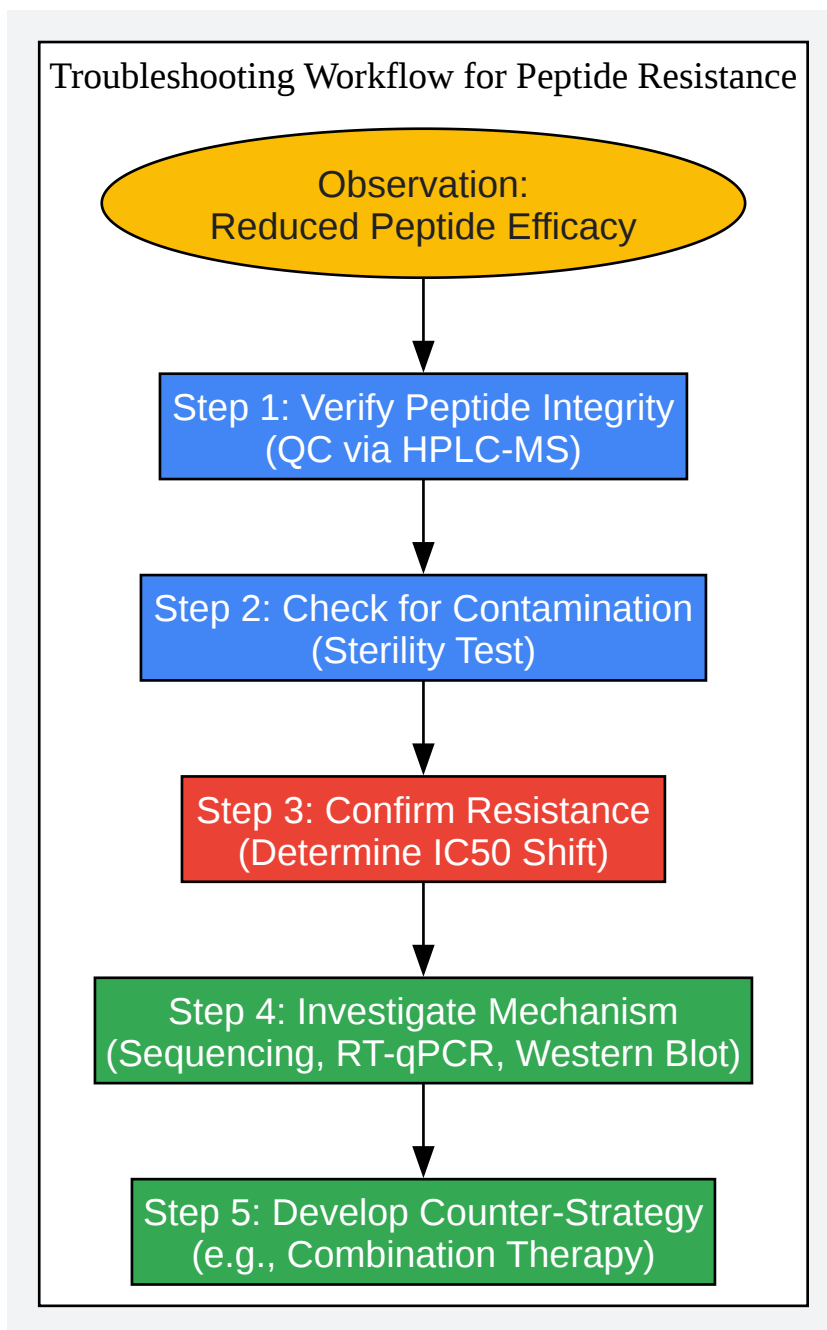 Troubleshooting Workflow for Peptide Resistance
Observation:
Reduced Peptide Efficacy
Step 1: Verify Peptide Integrity
(QC via HPLC-MS)
Step 2: Check for Contamination
(Sterility Test)
Step 3: Confirm Resistance
(Determine IC50 Shift)
Step 4: Investigate Mechanism
(Sequencing, RT-qPCR, Western Blot)
Step 5: Develop Counter-Strategy
(e.g., Combination Therapy)